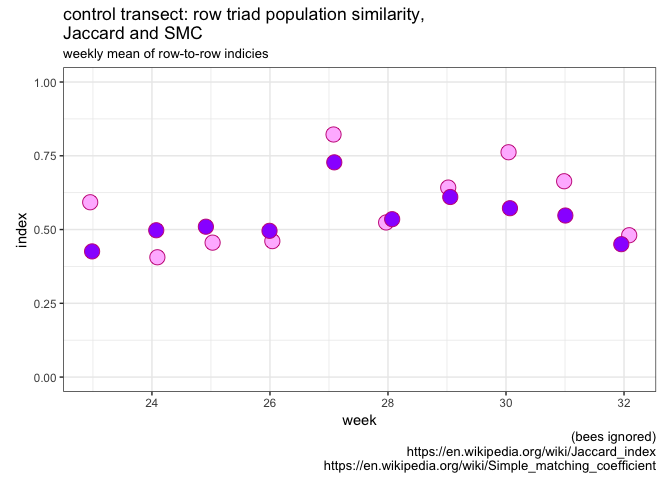 control transect: row triad population similarity,
Jaccard and SMC
weekly mean of row-to-row indicies
1.00
0.75
0.50
0.25
0.00
index
24 26 28 30 32
week
(bees ignored)
https://en.wikipedia.org/wiki/Jaccard_index
https://en.wikipedia.org/wiki/Simple_matching_coefficient